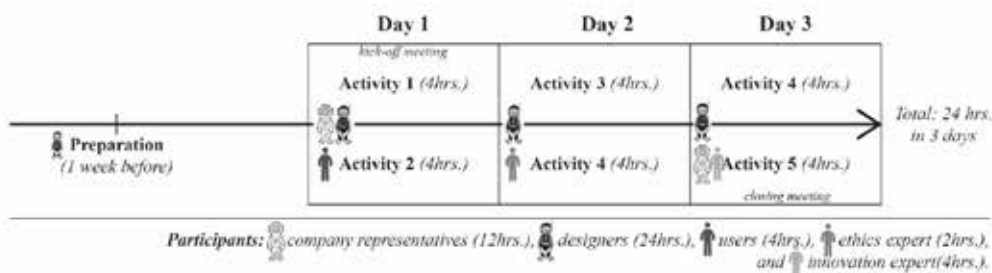 Day 1 Day 2 Day 3
kick-off meeting
Activity 1 (4hrs.) Activity 3 (4hrs.) Activity 4 (4hrs.)
Total: 24 hrs.
in 3 days
Preparation
(1 week before)
Activity 2 (4hrs.) Activity 4 (4hrs.) Activity 5 (4hrs.)
closing meeting
Participants: company representatives (12hrs.), designers (24hrs.), users (4hrs.), ethics expert (2hrs.),
and innovation expert(4hrs.).